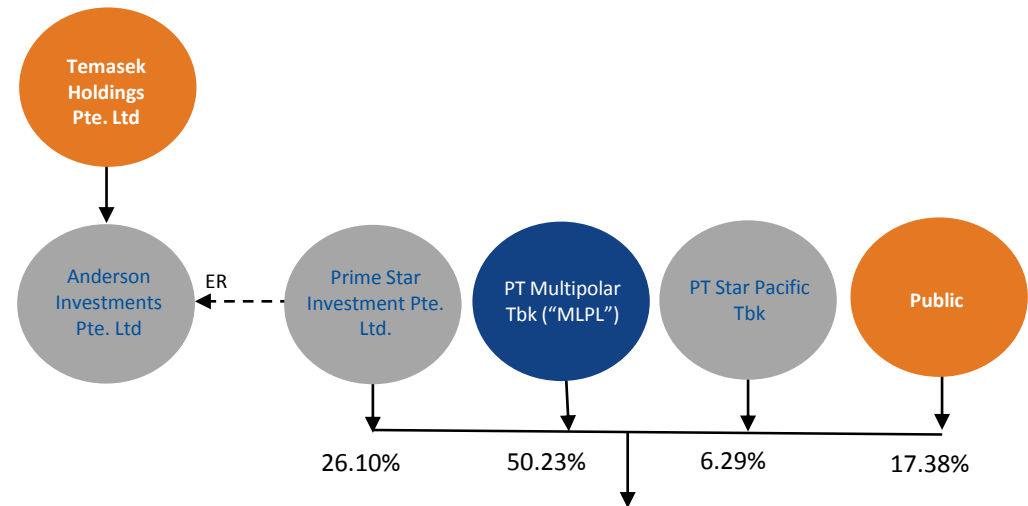 Temasek
Holdings
Pte. Ltd
Anderson
Investments
Pte. Ltd
ER
Prime Star
Investment Pte.
Ltd.
PT Multipolar
Tbk (“MLPL”)
PT Star Pacific
Tbk
Public
26.10%
50.23%
6.29%
17.38%